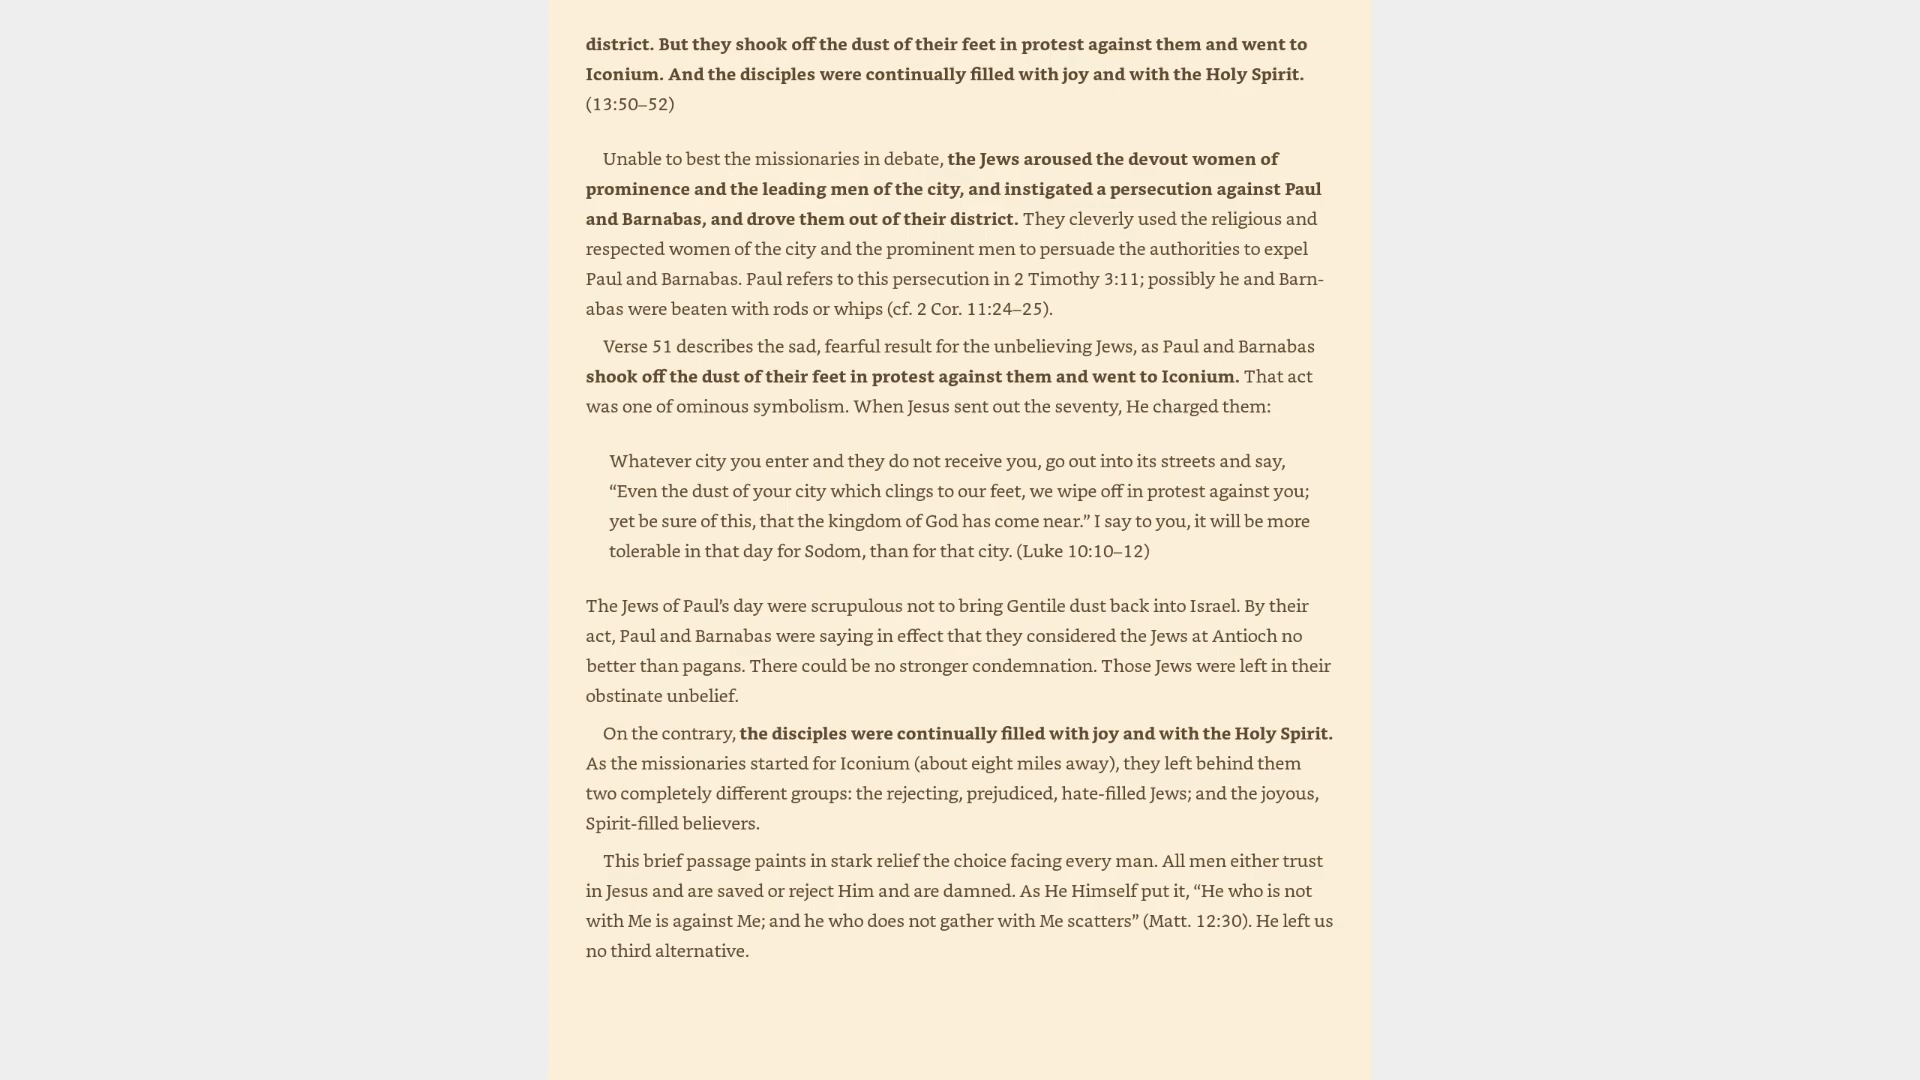 district. But they shook off the dust of their feet in protest against them and went to
Iconium. And the disciples were continually filled with joy and with the Holy Spirit.
(13:50–52)
Unable to best the missionaries in debate, the Jews aroused the devout women of
prominence and the leading men of the city, and instigated a persecution against Paul
and Barnabas, and drove them out of their district. They cleverly used the religious and
respected women of the city and the prominent men to persuade the authorities to expel
Paul and Barnabas. Paul refers to this persecution in 2 Timothy 3:11; possibly he and Barn-
abas were beaten with rods or whips (cf. 2 Cor. 11:24–25).
Verse 51 describes the sad, fearful result for the unbelieving Jews, as Paul and Barnabas
shook off the dust of their feet in protest against them and went to Iconium. That act
was one of ominous symbolism. When Jesus sent out the seventy, He charged them:
Whatever city you enter and they do not receive you, go out into its streets and say,
“Even the dust of your city which clings to our feet, we wipe off in protest against you;
yet be sure of this, that the kingdom of God has come near.” I say to you, it will be more
tolerable in that day for Sodom, than for that city. (Luke 10:10–12)
The Jews of Paul’s day were scrupulous not to bring Gentile dust back into Israel. By their
act, Paul and Barnabas were saying in effect that they considered the Jews at Antioch no
better than pagans. There could be no stronger condemnation. Those Jews were left in their
obstinate unbelief.
On the contrary, the disciples were continually filled with joy and with the Holy Spirit.
As the missionaries started for Iconium (about eight miles away), they left behind them
two completely different groups: the rejecting, prejudiced, hate-filled Jews; and the joyous,
Spirit-filled believers.
This brief passage paints in stark relief the choice facing every man. All men either trust
in Jesus and are saved or reject Him and are damned. As He Himself put it, “He who is not
with Me is against Me; and he who does not gather with Me scatters” (Matt. 12:30). He left us
no third alternative.